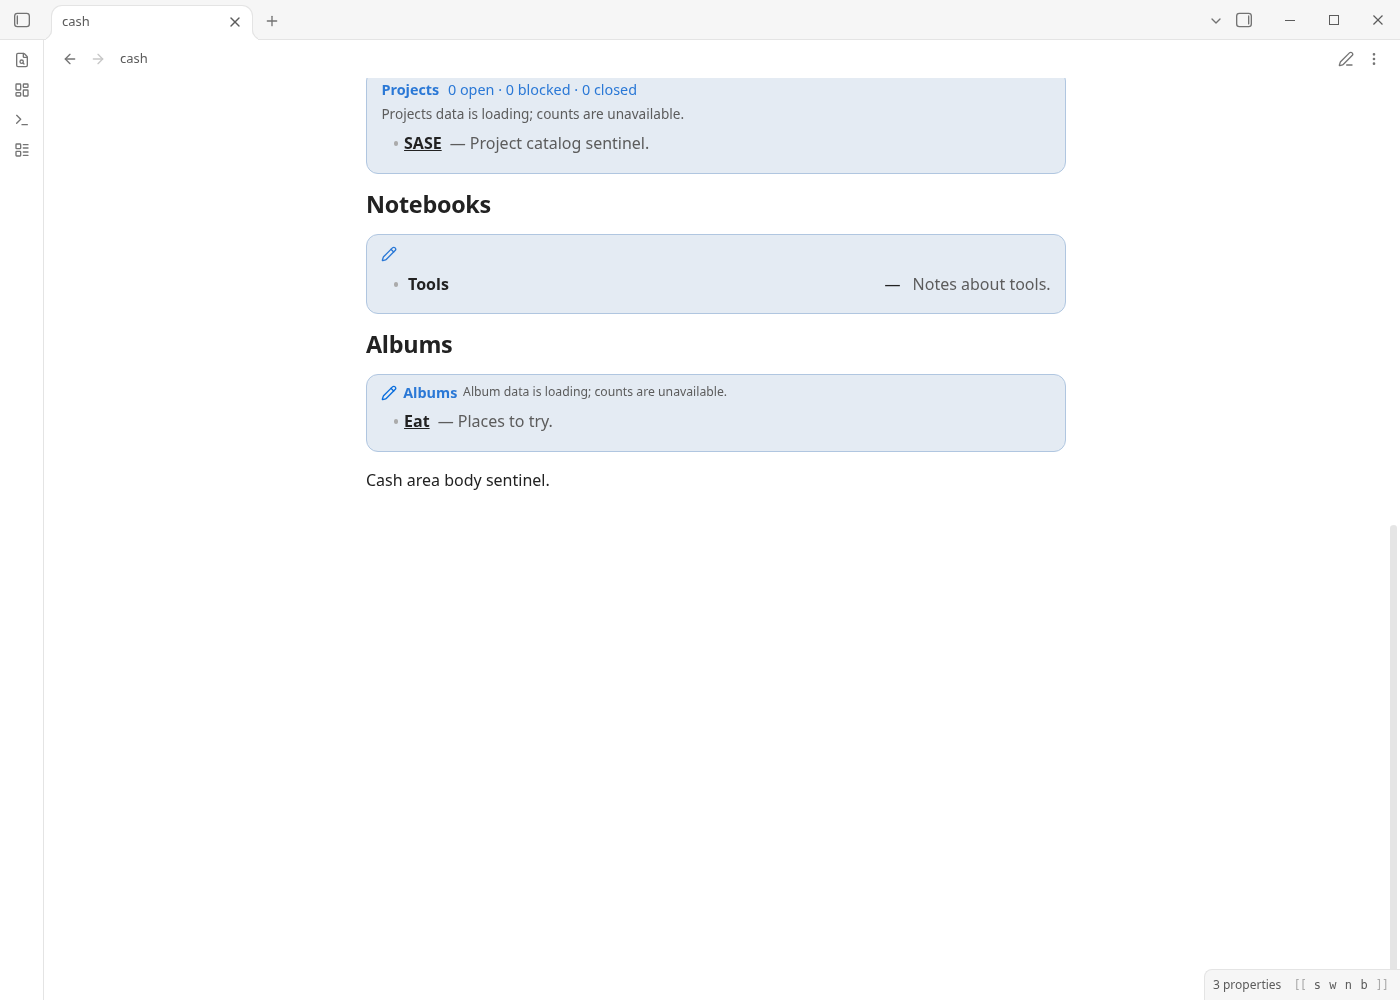 cash
cash
Projects 0 open · 0 blocked · 0 closed
Projects data is loading; counts are unavailable.
• SASE — Project catalog sentinel.
Notebooks
• Tools — Notes about tools.
Albums
Albums Album data is loading; counts are unavailable.
• Eat — Places to try.
Cash area body sentinel.
3 properties [[ s w n b ]]